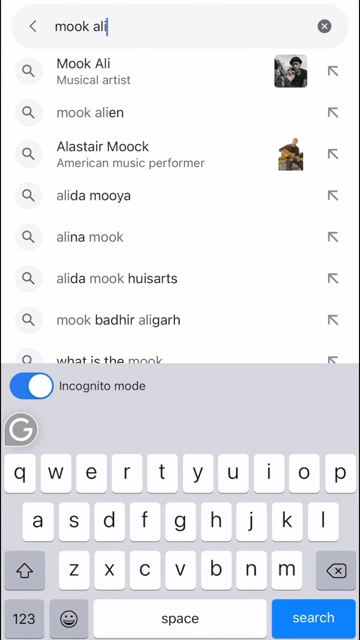 mook ali
Mook Ali
Musical artist
mook alien
Alastair Moock
American music performer
alida mooya
alina mook
alida mook huisarts
mook badhir aligarh
what is the mook
Incognito mode
G
q w e r t y u i o p
a s d f g h j k l
z x c v b n m
123 space search